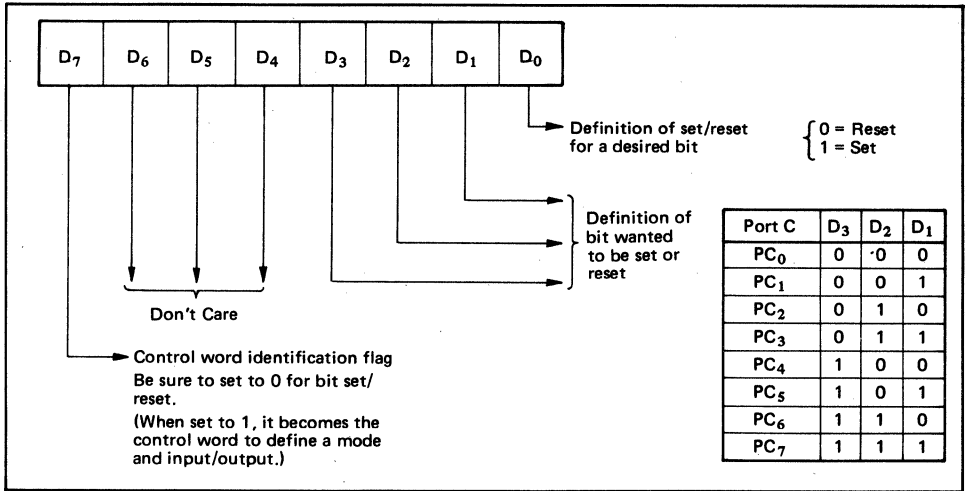 D7 D6 D5 D4 D3 D2 D1 D0
Definition of set/reset
for a desired bit
0 = Reset
1 = Set
Definition of
bit wanted
to be set or
reset
Don't Care
Control word identification flag
Be sure to set to 0 for bit set/
reset.
(When set to 1, it becomes the
control word to define a mode
and input/output.)
Port C D3 D2 D1
PC0 0 0 0
PC1 0 0 1
PC2 0 1 0
PC3 0 1 1
PC4 1 0 0
PC5 1 0 1
PC6 1 1 0
PC7 1 1 1